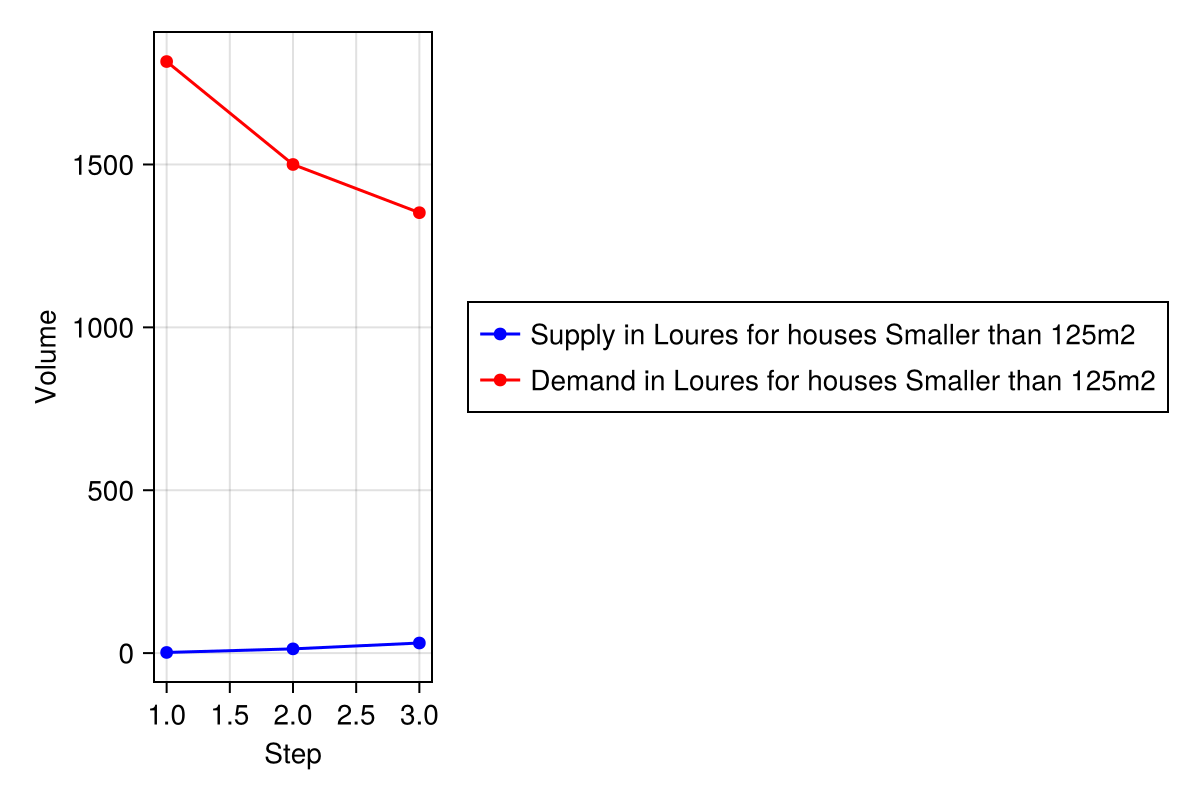 Volume
1500
1000
500
0
1.0 1.5 2.0 2.5 3.0
Step
Supply in Loures for houses Smaller than 125m2
Demand in Loures for houses Smaller than 125m2